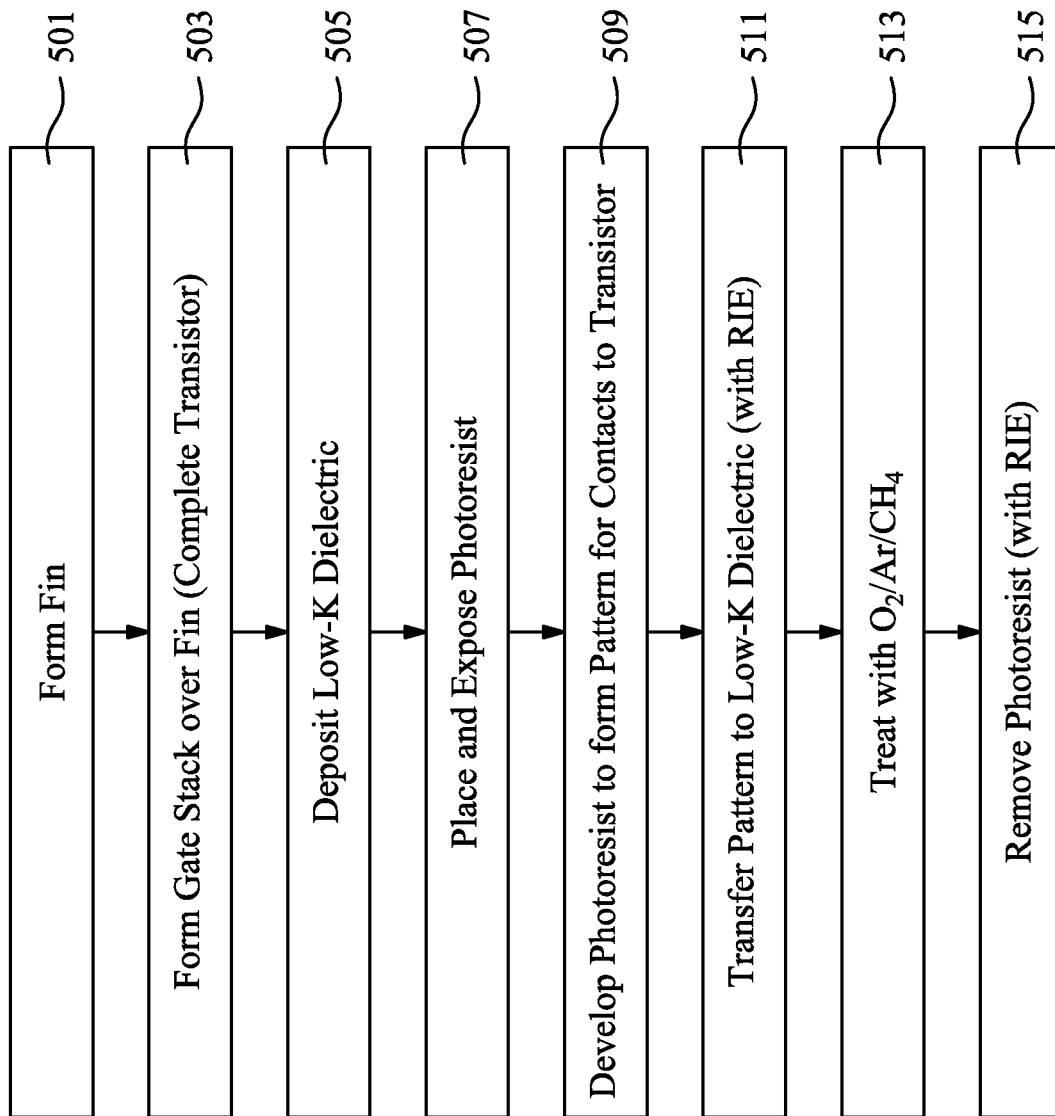 Form Fin
501
Form Gate Stack over Fin (Complete Transistor)
503
Deposit Low-K Dielectric
505
Place and Expose Photoresist
507
Develop Photoresist to form Pattern for Contacts to Transistor
509
Transfer Pattern to Low-K Dielectric (with RIE)
511
Treat with O₂/Ar/CH₄
513
Remove Photoresist (with RIE)
515